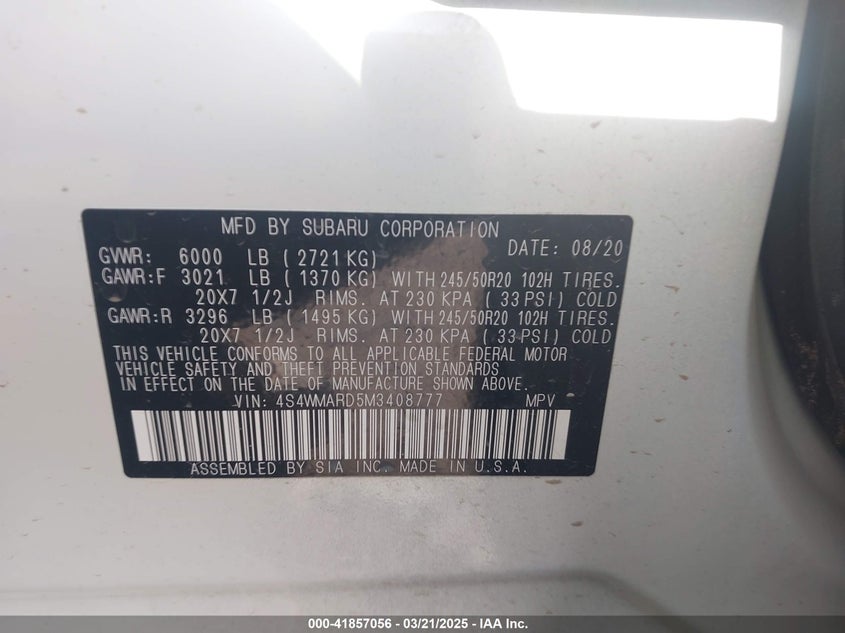 MFD BY SUBARU CORPORATION
DATE: 08/20
GVWR: 6000 LB ( 2721KG)
GAWR:F 3021 LB ( 1370 KG) WITH 245/50R20 102H TIRES.
20X7 1/2J RIMS. AT 230 KPA ( 33 PSI) COLD
GAWR:R 3296 LB ( 1495 KG) WITH 245/50R20 102H TIRES.
20X7 1/2J RIMS. AT 230 KPA ( 33 PSI) COLD
THIS VEHICLE CONFORMS TO ALL APPLICABLE FEDERAL MOTOR
VEHICLE SAFETY AND THEFT PREVENTION STANDARDS
IN EFFECT ON THE DATE OF MANUFACTURE SHOWN ABOVE.
VIN: 4S4WMARD5M3408777 MPV
ASSEMBLED BY SIA INC. MADE IN U.S.A.
000-41857056 — 03/21/2025 - IAA Inc.